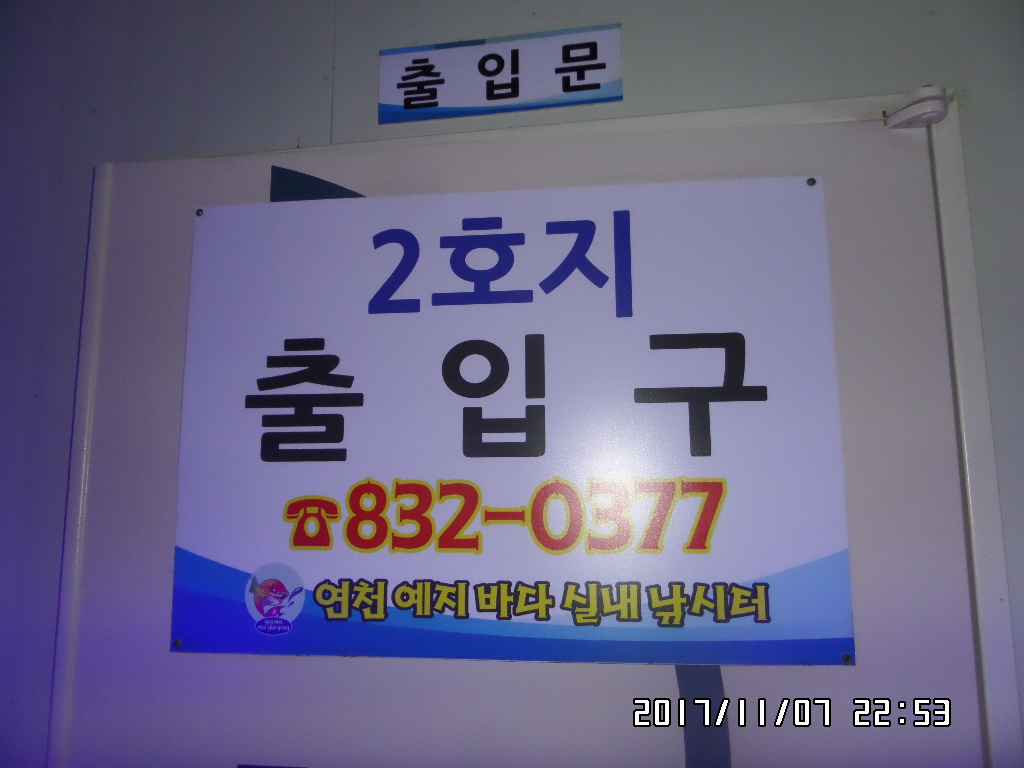 출입문
2호지
출입구
☎832-0377
연천 예지 바다 실내 낚시터
2017/11/07 22:53